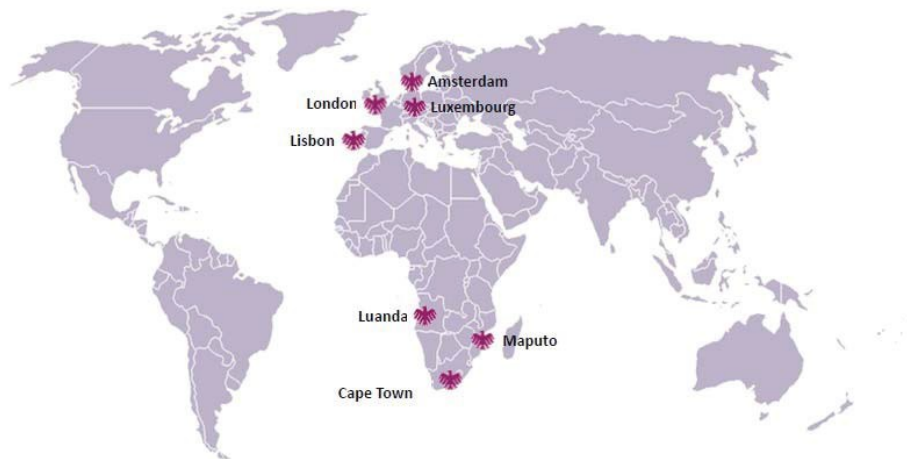 Amsterdam
London
Luxembourg
Lisbon
Luanda
Maputo
Cape Town